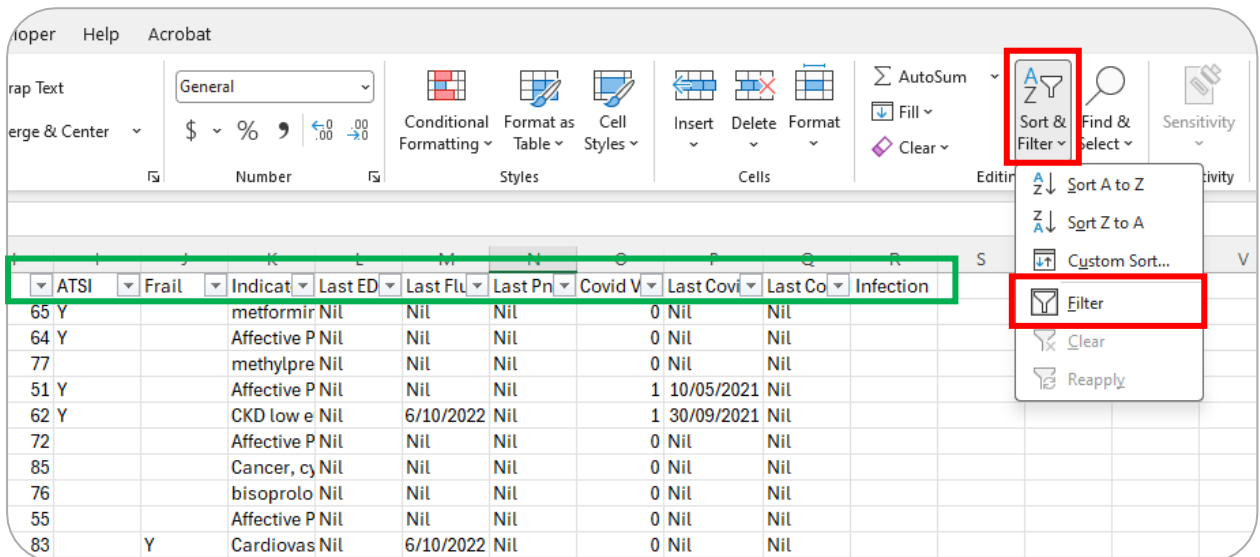 loper Help Acrobat
rap Text
General
AutoSum
Fill
erge & Center
$ % 9 .00 .00 0
Conditional Formatting
Format as Table
Cell Styles
Insert Delete Format
Clear
Sort & Filter
Find & Select
Sensitivity
Number Styles Cells Editin tivity
Sort A to Z
Sort Z to A
Custom Sort...
Filter
Clear
Reapply
I J K L M N O P Q R S V
ATSI Frail Indicat Last ED Last Flu Last Pn Covid V Last Covi Last Co Infection
65 Y metformin Nil Nil Nil 0 Nil Nil
64 Y Affective P Nil Nil Nil 0 Nil Nil
77 methylpre Nil Nil Nil 0 Nil Nil
51 Y Affective P Nil Nil Nil 1 10/05/2021 Nil
62 Y CKD low e Nil 6/10/2022 Nil 1 30/09/2021 Nil
72 Affective P Nil Nil Nil 0 Nil Nil
85 Cancer, cy Nil Nil Nil 0 Nil Nil
76 bisoprolo Nil Nil Nil 0 Nil Nil
55 Affective P Nil Nil Nil 0 Nil Nil
83 Y Cardiovas Nil 6/10/2022 Nil 0 Nil Nil